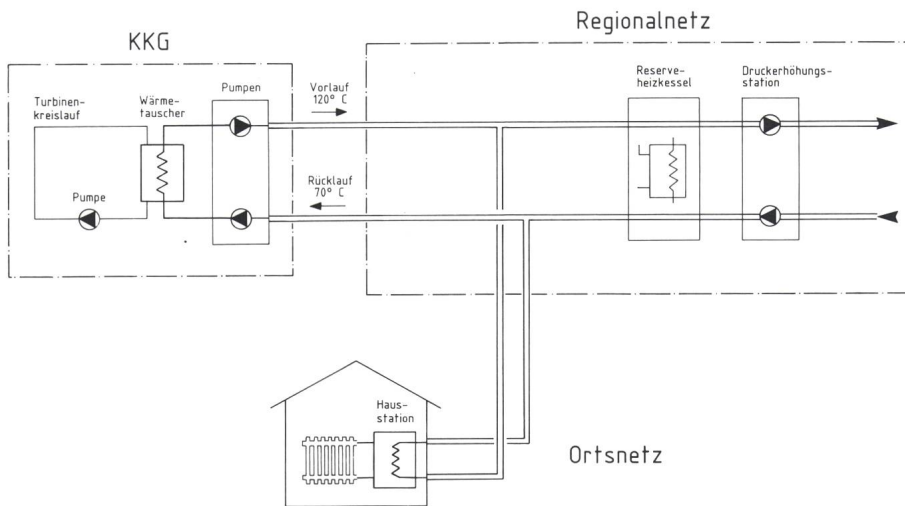 Regionalnetz
KKG
Turbinen-
kreislauf
Wärme-
tauscher
Pumpen
Vorlauf
120° C
Reserve-
heizkessel
Druckerhöhungs-
station
Pumpe
Rücklauf
70° C
Haus-
station
Ortsnetz